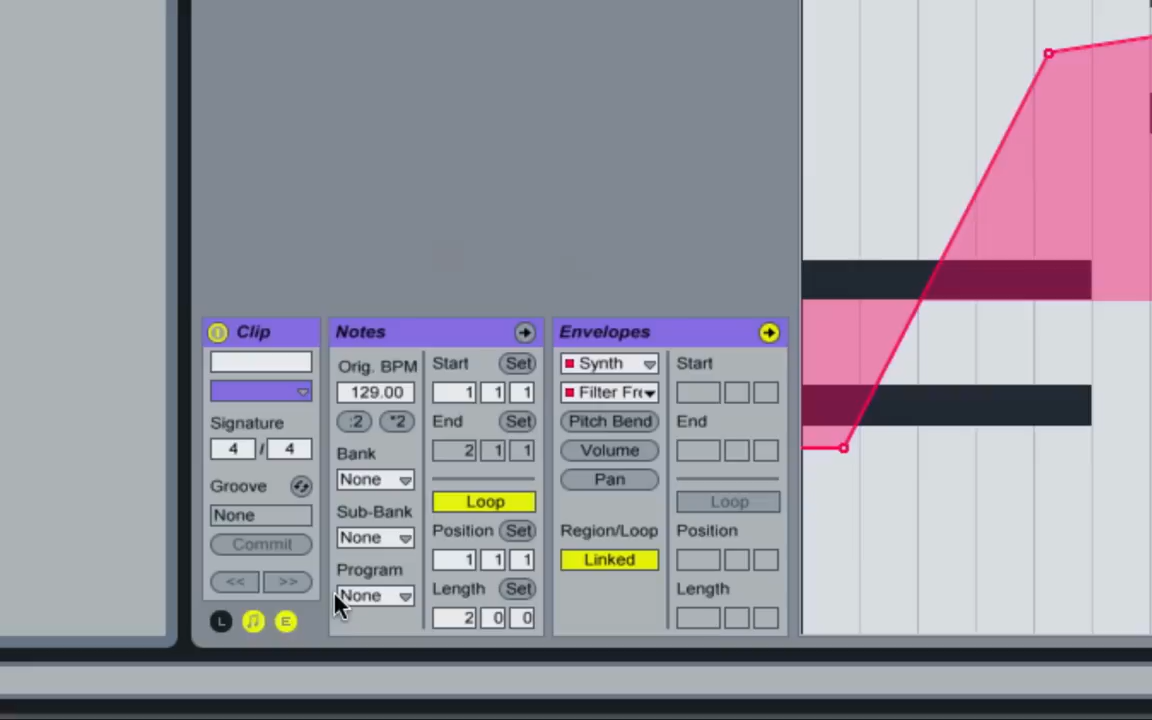 Clip
Signature
4 / 4
Groove
None
Commit
<< >>
L E
Notes
Orig. BPM
129.00
:2 *2
Bank
None
Sub-Bank
None
Program
None
Start Set
1 1 1
End Set
2 1 1
Loop
Position Set
1 1 1
Length Set
2 0 0
Envelopes
Synth
Filter Fre
Pitch Bend
Volume
Pan
Region/Loop
Linked
Start
End
Loop
Position
Length